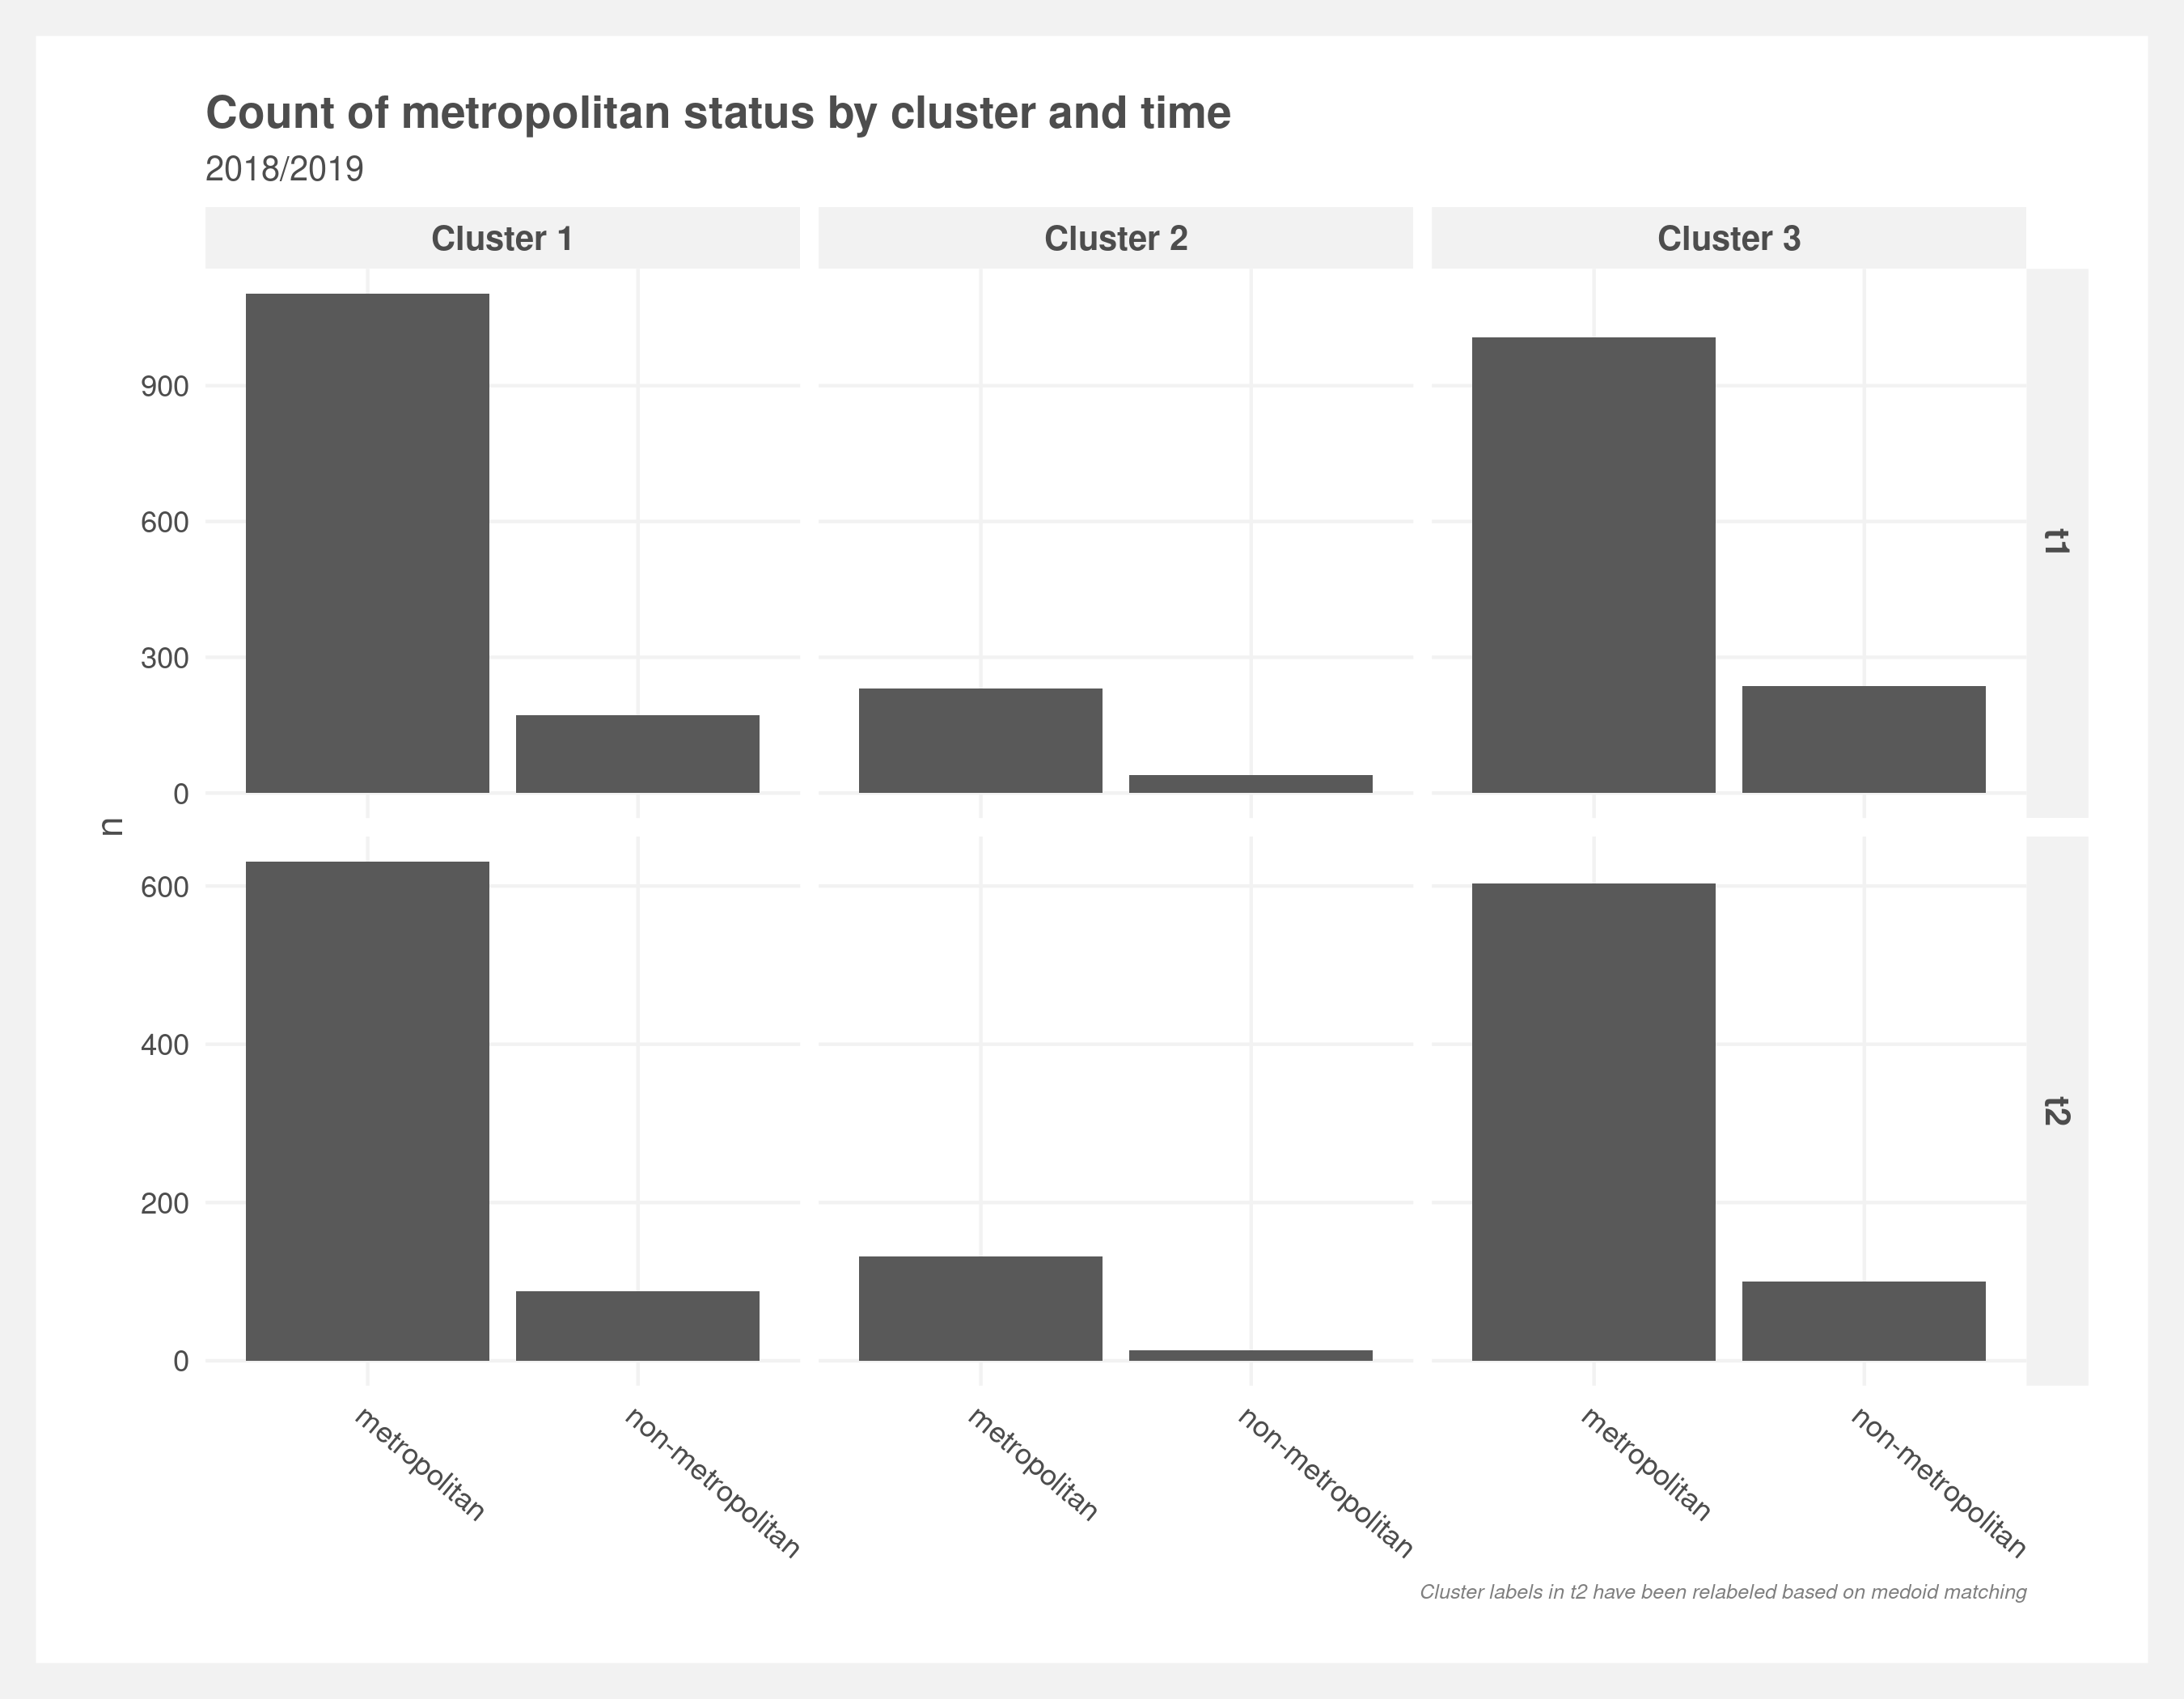 Count of metropolitan status by cluster and time
2018/2019
Cluster 1
Cluster 2
Cluster 3
900
600
300
0
t1
n
600
400
200
0
t2
metropolitan
non-metropolitan
metropolitan
non-metropolitan
metropolitan
non-metropolitan
Cluster labels in t2 have been relabeled based on medoid matching